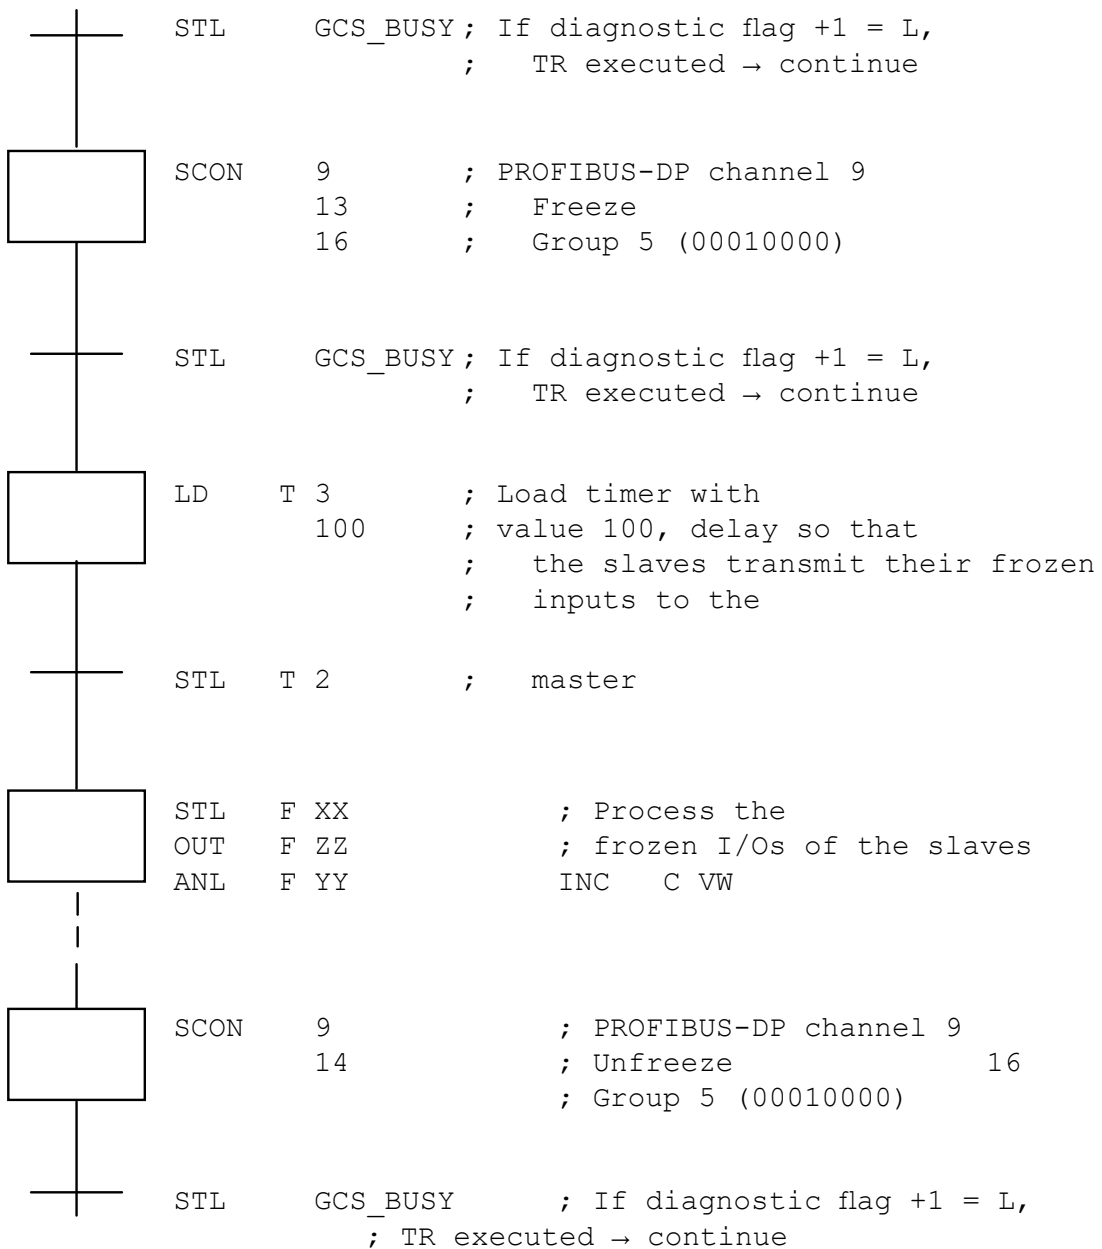 STL GCS_BUSY ; If diagnostic flag +1 = L,
; TR executed → continue
SCON 9 ; PROFIBUS-DP channel 9
13 ; Freeze
16 ; Group 5 (00010000)
STL GCS_BUSY ; If diagnostic flag +1 = L,
; TR executed → continue
LD T 3 ; Load timer with
100 ; value 100, delay so that
; the slaves transmit their frozen
; inputs to the
STL T 2 ; master
STL F XX ; Process the
OUT F ZZ ; frozen I/Os of the slaves
ANL F YY INC C VW
SCON 9 ; PROFIBUS-DP channel 9
14 ; Unfreeze 16
; Group 5 (00010000)
STL GCS_BUSY ; If diagnostic flag +1 = L,
; TR executed → continue